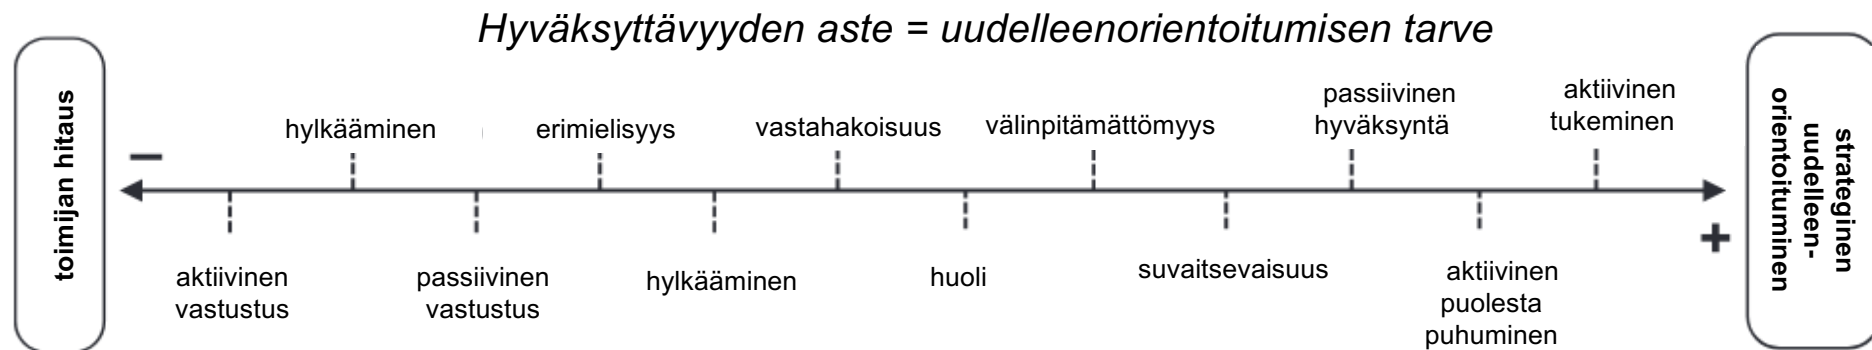 Hyväksyttävyyden aste = uudelleenorientoitumisen tarve
toimijan hitaus
–
hylkääminen
erimielisyys
vastahakoisuus
välinpitämättömyys
passiivinen
hyväksyntä
aktiivinen
tukeminen
aktiivinen
vastustus
passiivinen
vastustus
hylkääminen
huoli
suvaitsevaisuus
aktiivinen
puolesta
puhuminen
+
strateginen
uudelleen-
orientoituminen